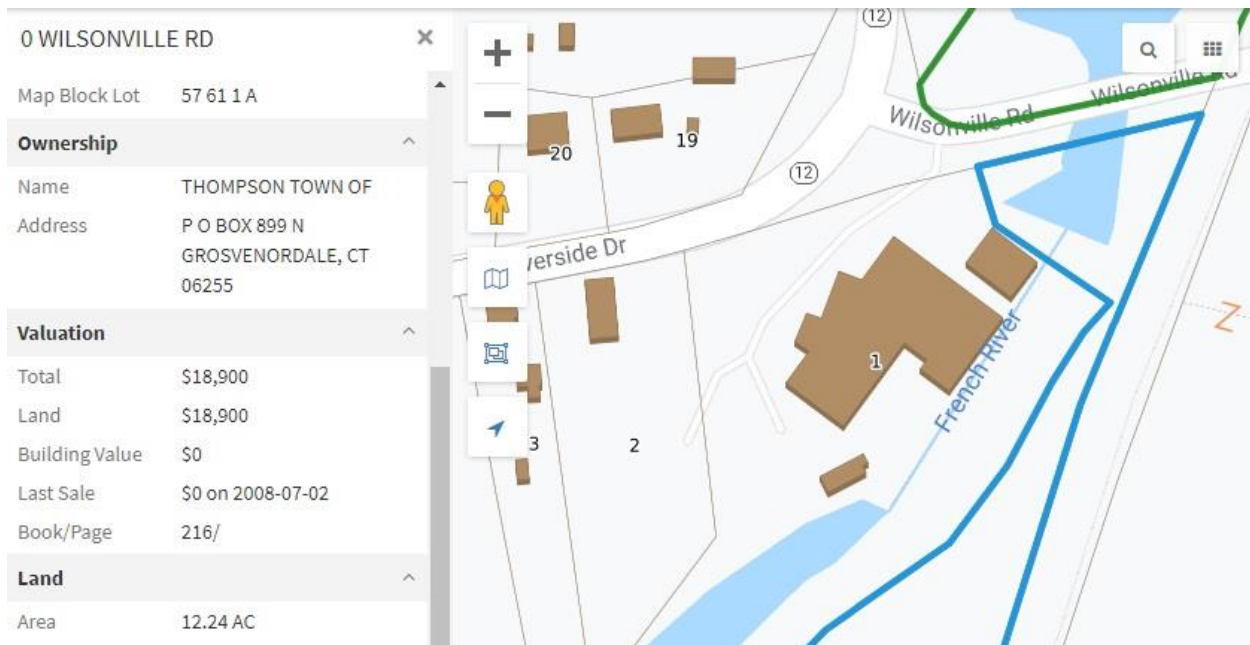 0 WILSONVILLE RD
Map Block Lot 57 61 1 A
Ownership
Name THOMPSON TOWN OF
Address P O BOX 899 N
GROSVENORDALE, CT
06255
Valuation
Total $18,900
Land $18,900
Building Value $0
Last Sale $0 on 2008-07-02
Book/Page 216/
Land
Area 12.24 AC
12
Wilsonville Rd
Wilsonville Rd
20
19
12
verside Dr
1
French River
3
2
Z